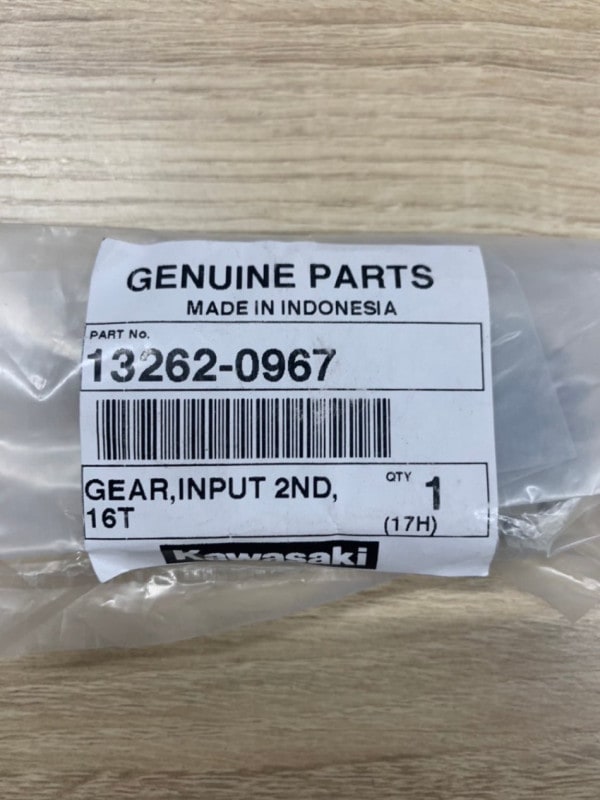 GENUINE PARTS
MADE IN INDONESIA
PART No.
13262-0967
GEAR,INPUT 2ND,
16T
QTY 1
(17H)
Kawasaki